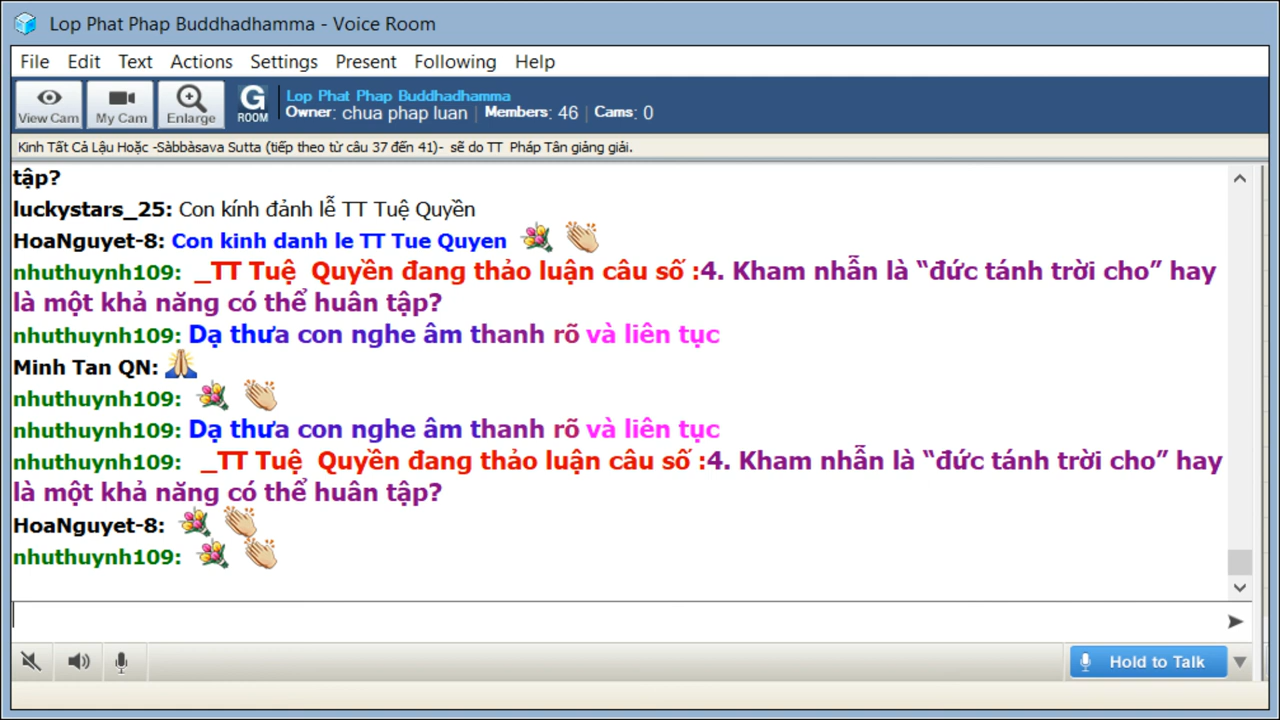 Lop Phat Phap Buddhadhamma - Voice Room
File Edit Text Actions Settings Present Following Help
View Cam My Cam Enlarge G ROOM Lop Phat Phap Buddhadhamma
Owner: chua phap luan | Members: 46 | Cams: 0
Kinh Tất Cả Lậu Hoặc -Sàbbàsava Sutta (tiếp theo từ câu 37 đến 41)- sẽ do TT Pháp Tân giảng giải.
tập?
luckystars_25: Con kính đảnh lễ TT Tuệ Quyền
HoaNguyet-8: Con kinh danh le TT Tue Quyen
nhuthuynh109: _TT Tuệ Quyền đang thảo luận câu số :4. Kham nhẫn là “đức tánh trời cho” hay
là một khả năng có thể huân tập?
nhuthuynh109: Dạ thưa con nghe âm thanh rõ và liên tục
Minh Tan QN:
nhuthuynh109:
nhuthuynh109: Dạ thưa con nghe âm thanh rõ và liên tục
nhuthuynh109: _TT Tuệ Quyền đang thảo luận câu số :4. Kham nhẫn là “đức tánh trời cho” hay
là một khả năng có thể huân tập?
HoaNguyet-8:
nhuthuynh109:
Hold to Talk